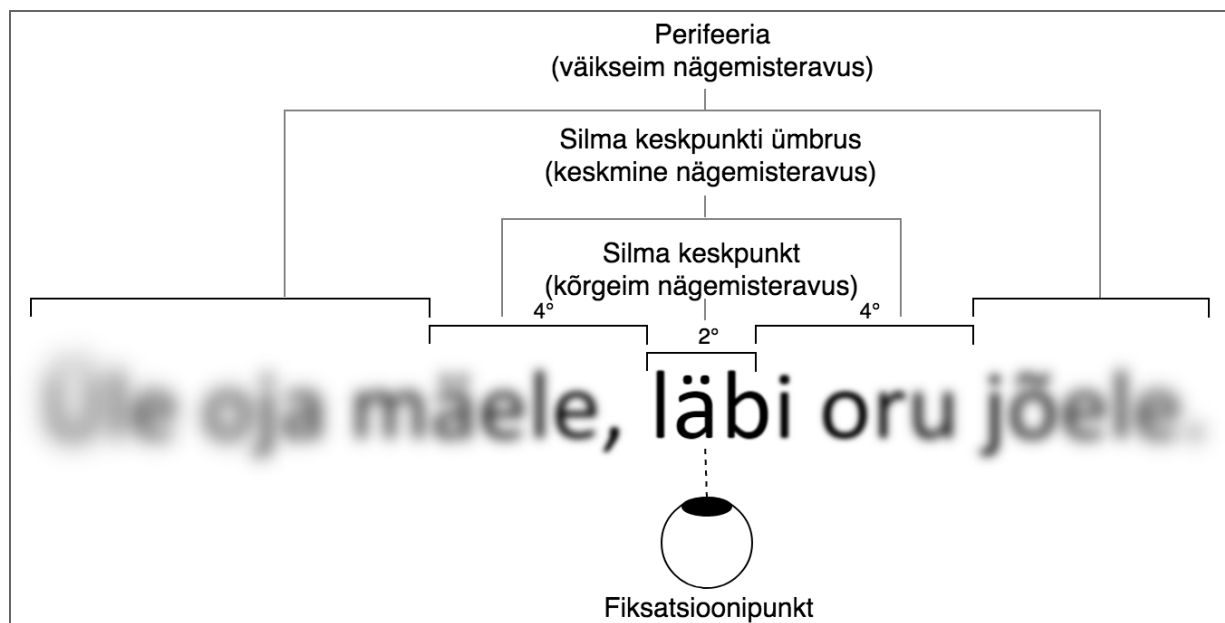 Perifeeria
(väikseim nägemisteravus)
Silma keskpunkti ümbrus
(keskmine nägemisteravus)
Silma keskpunkt
(kõrgeim nägemisteravus)
4° 2° 4°
Üle oja mäele, läbi oru jõele.
Fiksatsioonipunkt